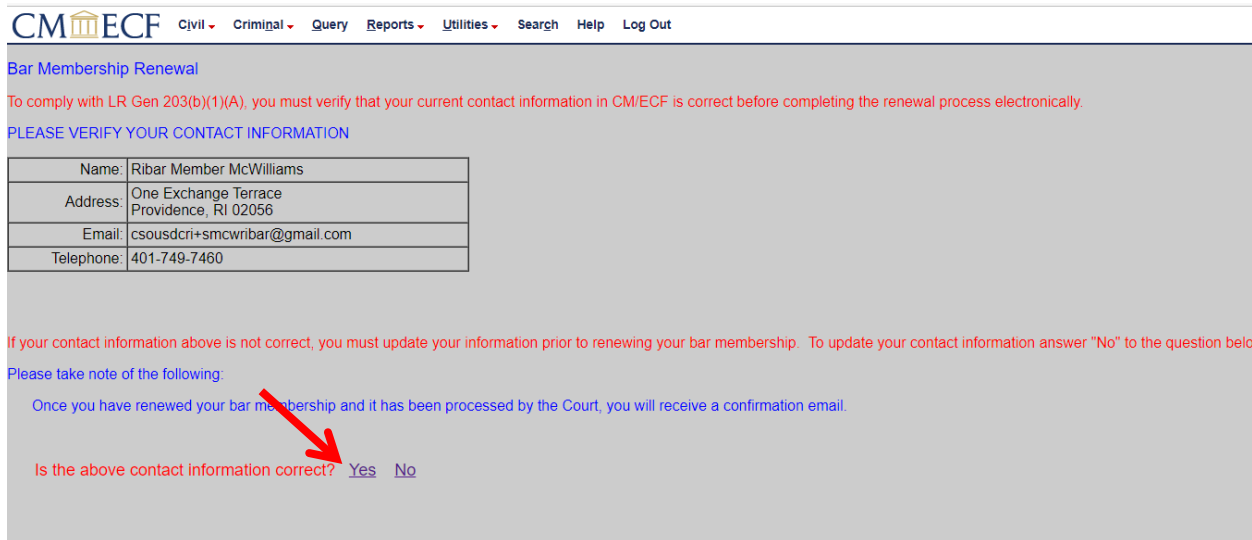 CM ECF Civil Criminal Query Reports Utilities Search Help Log Out
Bar Membership Renewal
To comply with LR Gen 203(b)(1)(A), you must verify that your current contact information in CM/ECF is correct before completing the renewal process electronically.
PLEASE VERIFY YOUR CONTACT INFORMATION
Name: Ribar Member McWilliams
Address: One Exchange Terrace
Providence, RI 02056
Email: csousdcri+smcwribar@gmail.com
Telephone: 401-749-7460
If your contact information above is not correct, you must update your information prior to renewing your bar membership. To update your contact information answer "No" to the question
Please take note of the following:
Once you have renewed your bar membership and it has been processed by the Court, you will receive a confirmation email.
Is the above contact information correct? Yes No